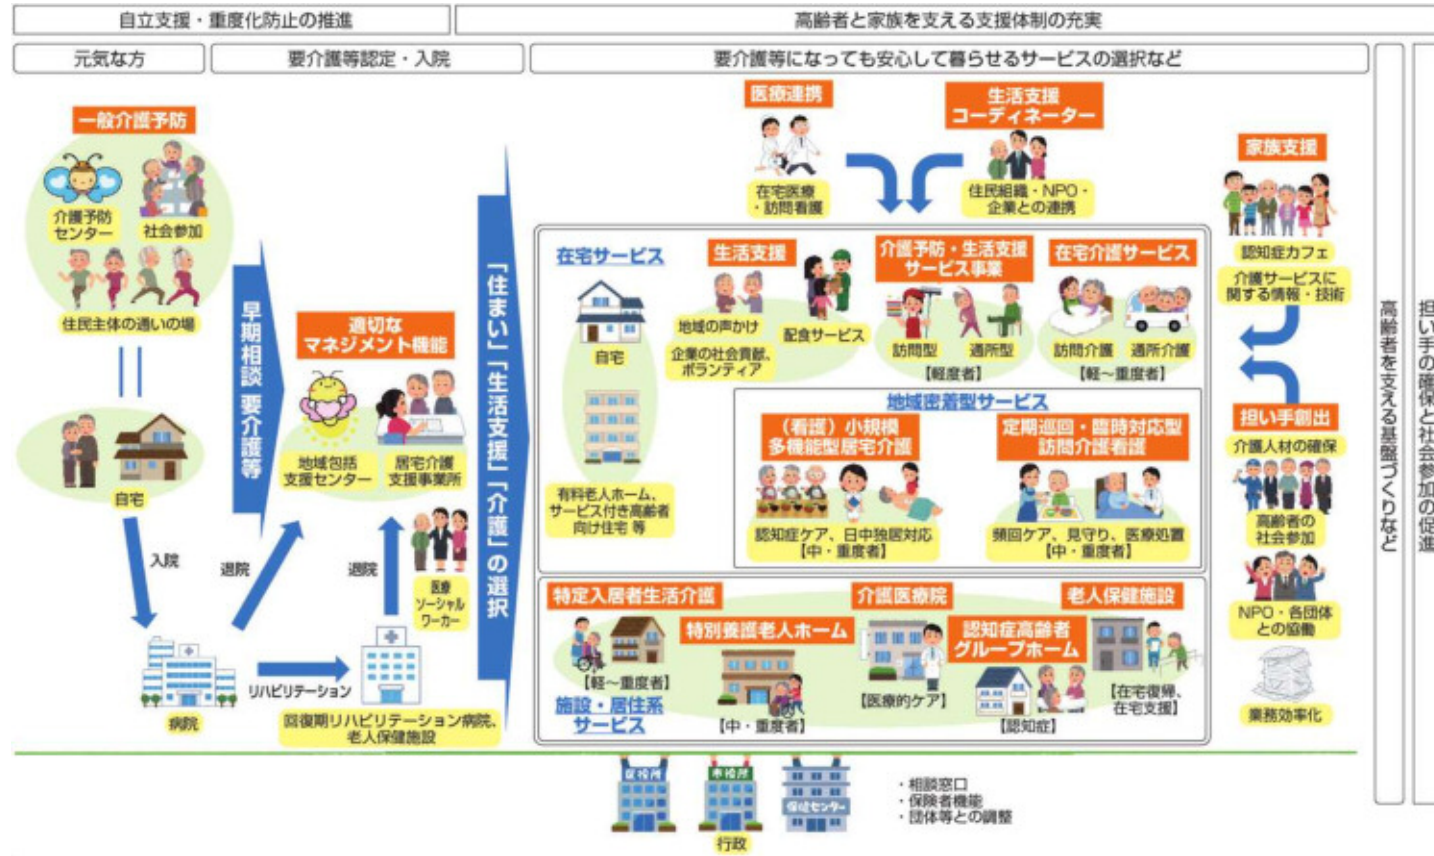 自立支援・重度化防止の推進
高齢者と家族を支える支援体制の充実
元気な方
要介護等認定・入院
要介護等になっても安心して暮らせるサービスの選択など
一般介護予防
介護予防
センター
社会参加
住民主体の通いの場
自宅
入院
病院
リハビリテーション
回復期リハビリテーション病院、
老人保健施設
退院
退院
早期相談 要介護等
適切な
マネジメント機能
地域包括
支援センター
居宅介護
支援事業所
医療
ソーシャル
ワーカー
「住まい」「生活支援」「介護」の選択
医療連携
在宅医療
・訪問看護
生活支援
コーディネーター
住民組織・NPO・
企業との連携
在宅サービス
自宅
有料老人ホーム、
サービス付き高齢者
向け住宅 等
生活支援
地域の声かけ
企業の社会貢献、
ボランティア
配食サービス
介護予防・生活支援
サービス事業
訪問型
通所型
【軽度者】
在宅介護サービス
訪問介護
通所介護
【軽～重度者】
地域密着型サービス
（看護）小規模
多機能型居宅介護
認知症ケア、日中独居対応
【中・重度者】
定期巡回・臨時対応型
訪問介護看護
頻回ケア、見守り、医療処置
【中・重度者】
特定入居者生活介護
【軽～重度者】
施設・居住系
サービス
特別養護老人ホーム
【中・重度者】
介護医療院
【医療的ケア】
認知症高齢者
グループホーム
【認知症】
老人保健施設
【在宅復帰、
在宅支援】
家族支援
認知症カフェ
介護サービスに
関する情報・技術
担い手創出
介護人材の確保
高齢者の
社会参加
NPO・各団体
との協働
業務効率化
高齢者を支える基盤づくりなど
担い手の確保と社会参加の促進
区役所
市役所
保健センター
行政
・相談窓口
・保険者機能
・団体等との調整